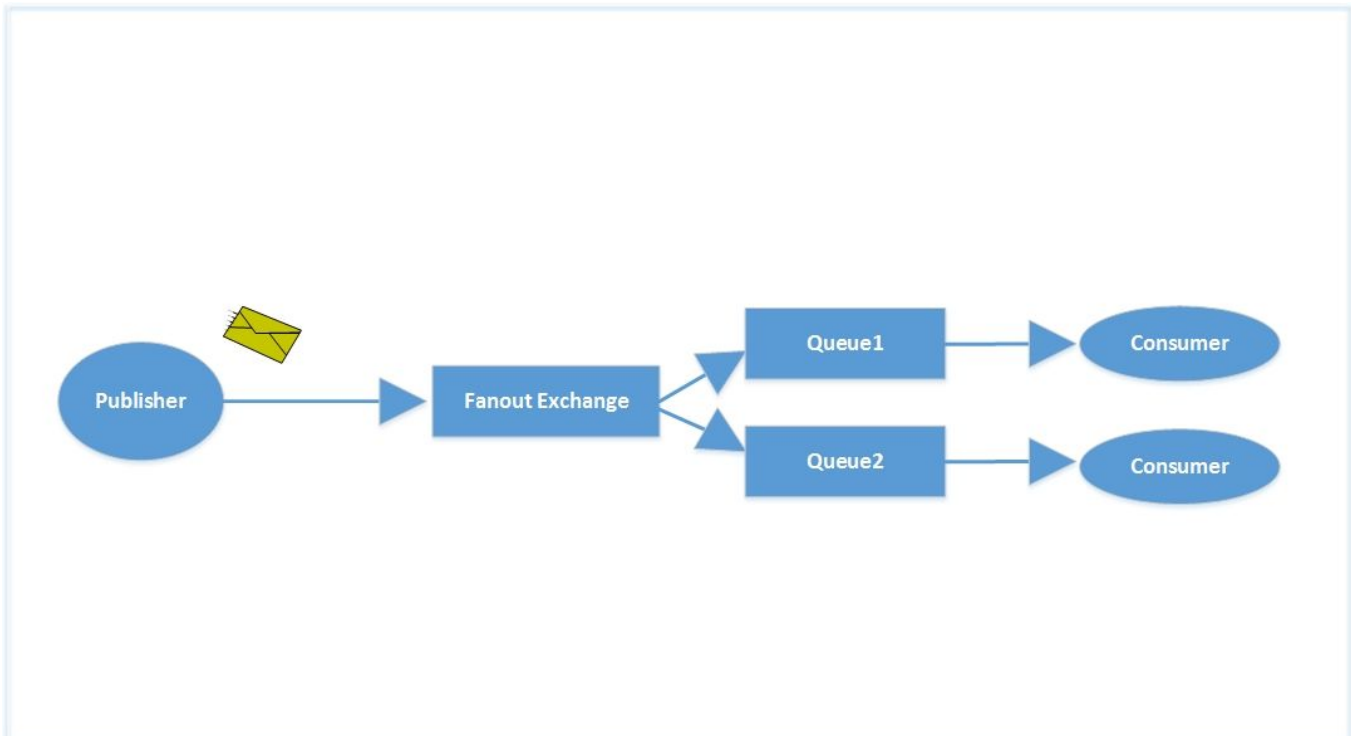 Publisher
Fanout Exchange
Queue1
Consumer
Queue2
Consumer